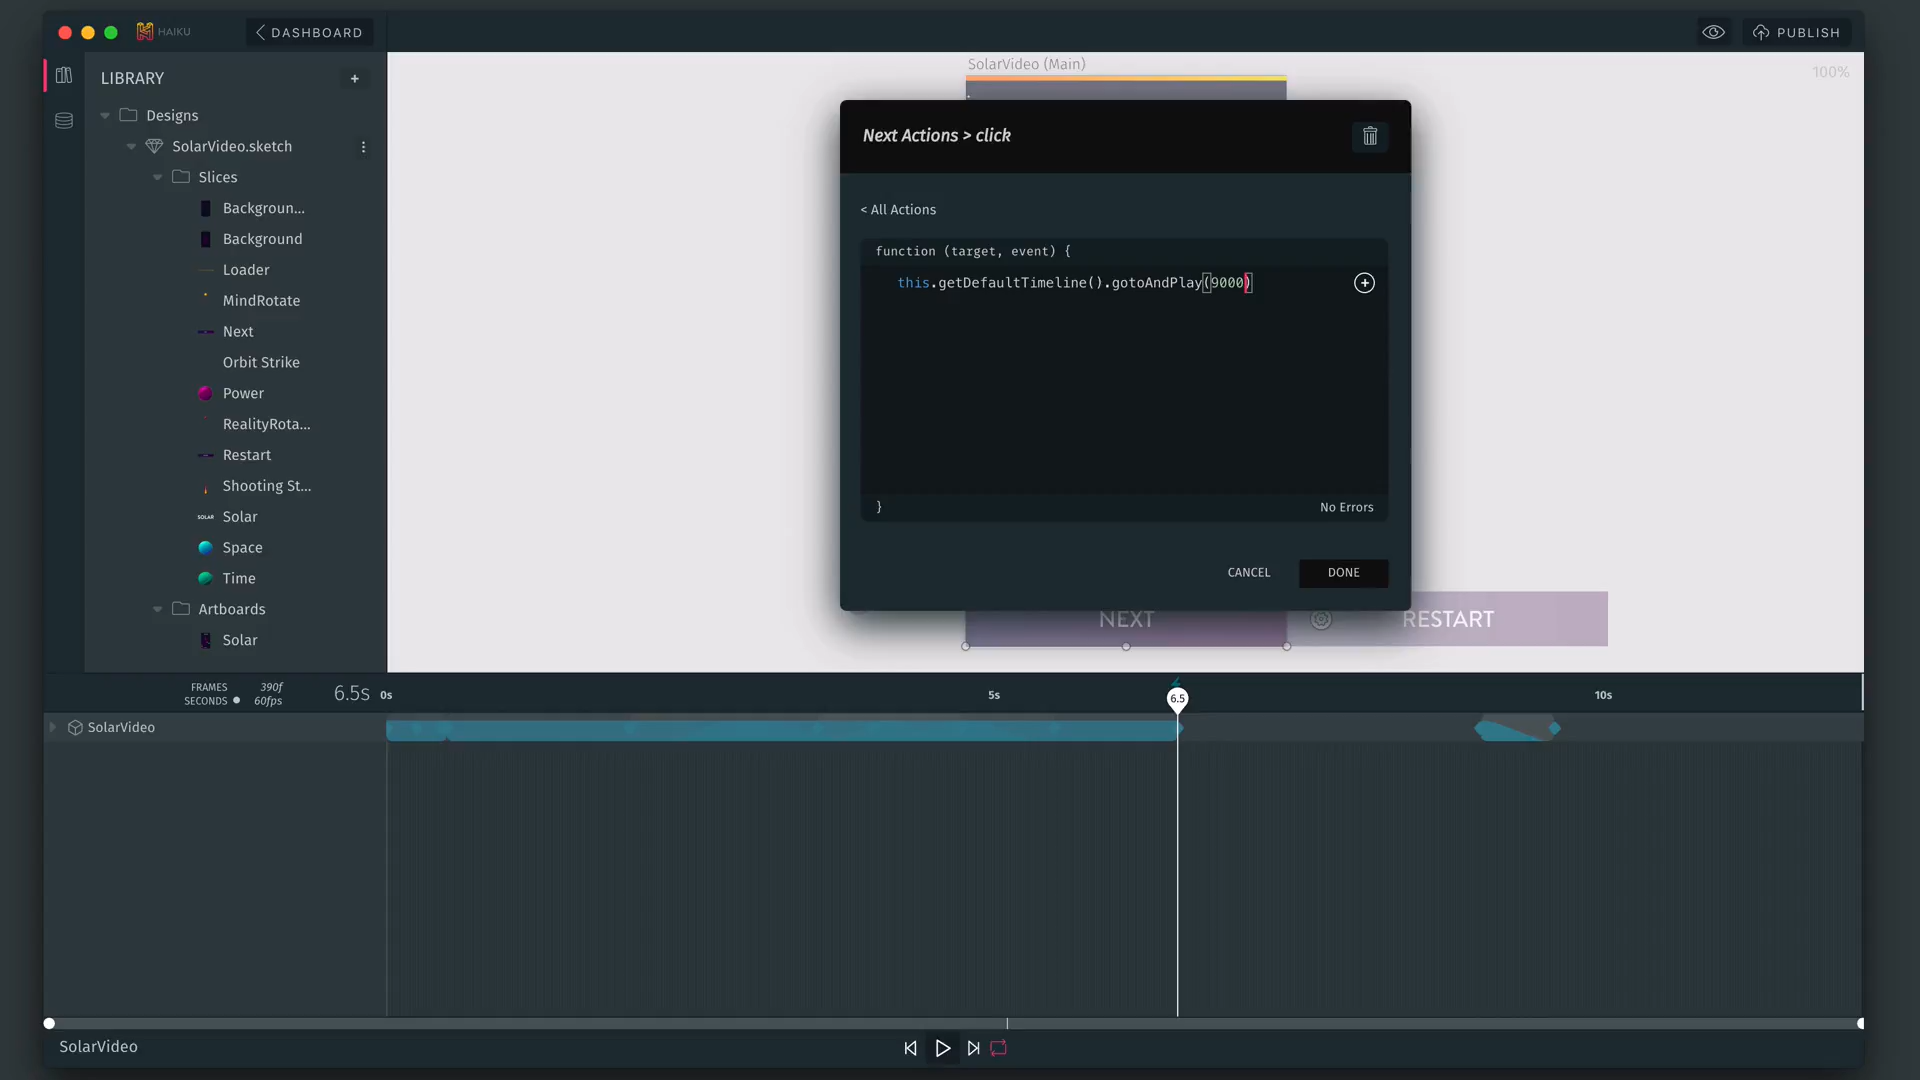 HAIKU
DASHBOARD
PUBLISH
LIBRARY
+
Designs
SolarVideo.sketch
Slices
Backgroun...
Background
Loader
MindRotate
Next
Orbit Strike
Power
RealityRota...
Restart
Shooting St...
SOLAR Solar
Space
Time
Artboards
Solar
SolarVideo (Main)
100%
Next Actions > click
< All Actions
function (target, event) {
this.getDefaultTimeline().gotoAndPlay(9000)
}
No Errors
CANCEL
DONE
NEXT
RESTART
FRAMES 390f
SECONDS 60fps
6.5s
0s
5s
6.5
10s
SolarVideo
SolarVideo